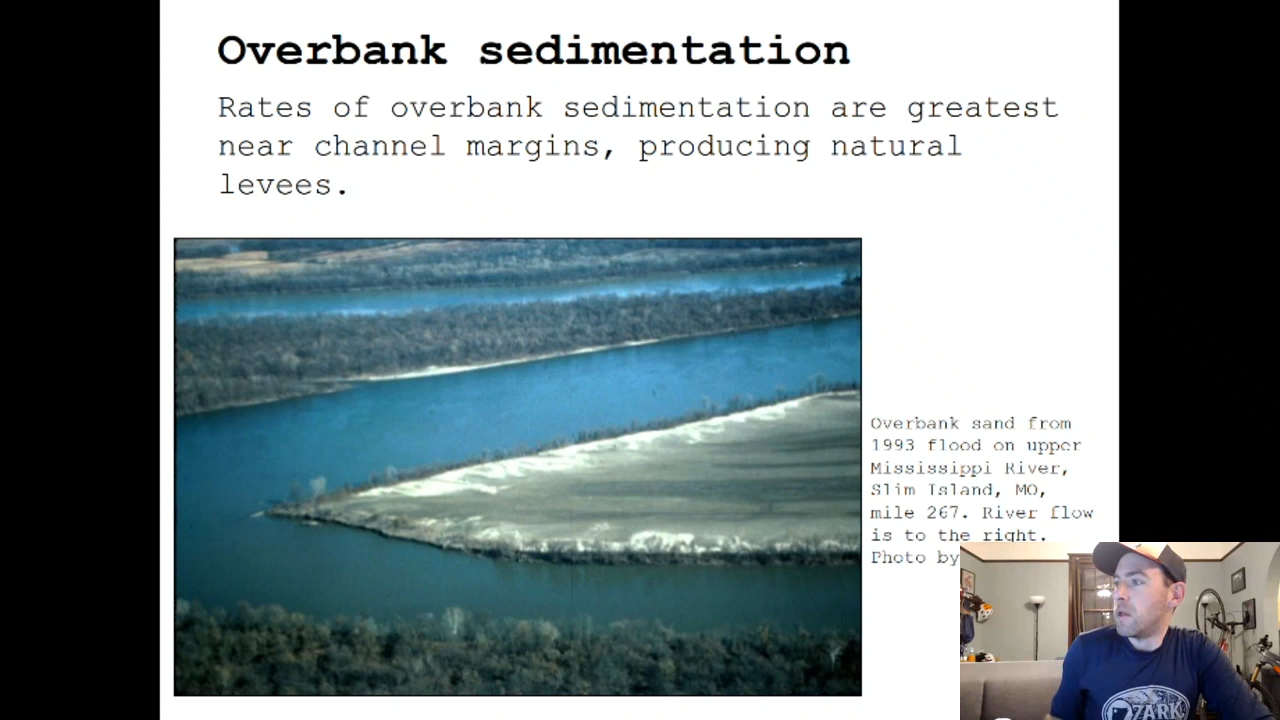 Overbank sedimentation
Rates of overbank sedimentation are greatest
near channel margins, producing natural
levees.
Overbank sand from
1993 flood on upper
Mississippi River,
Slim Island, MO,
mile 267. River flow
is to the right.
Photo by
OZARK